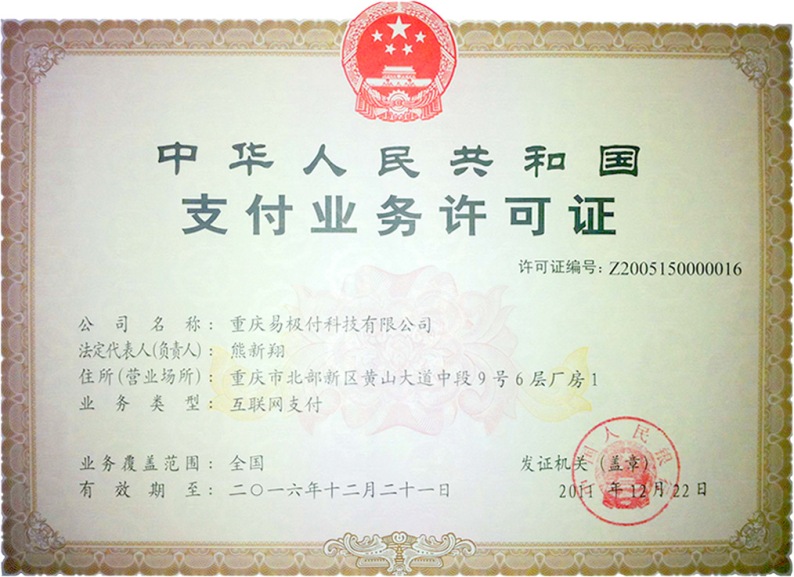 中华人民共和国
支付业务许可证
许可证编号：Z2005150000016
公司名称：重庆易极付科技有限公司
法定代表人(负责人)：熊新翔
住所(营业场所)：重庆市北部新区黄山大道中段9号6层厂房1
业务类型：互联网支付
业务覆盖范围：全国
有效期至：二〇一六年十二月二十一日
发证机关（盖章）
2011年12月22日
中国人民银行